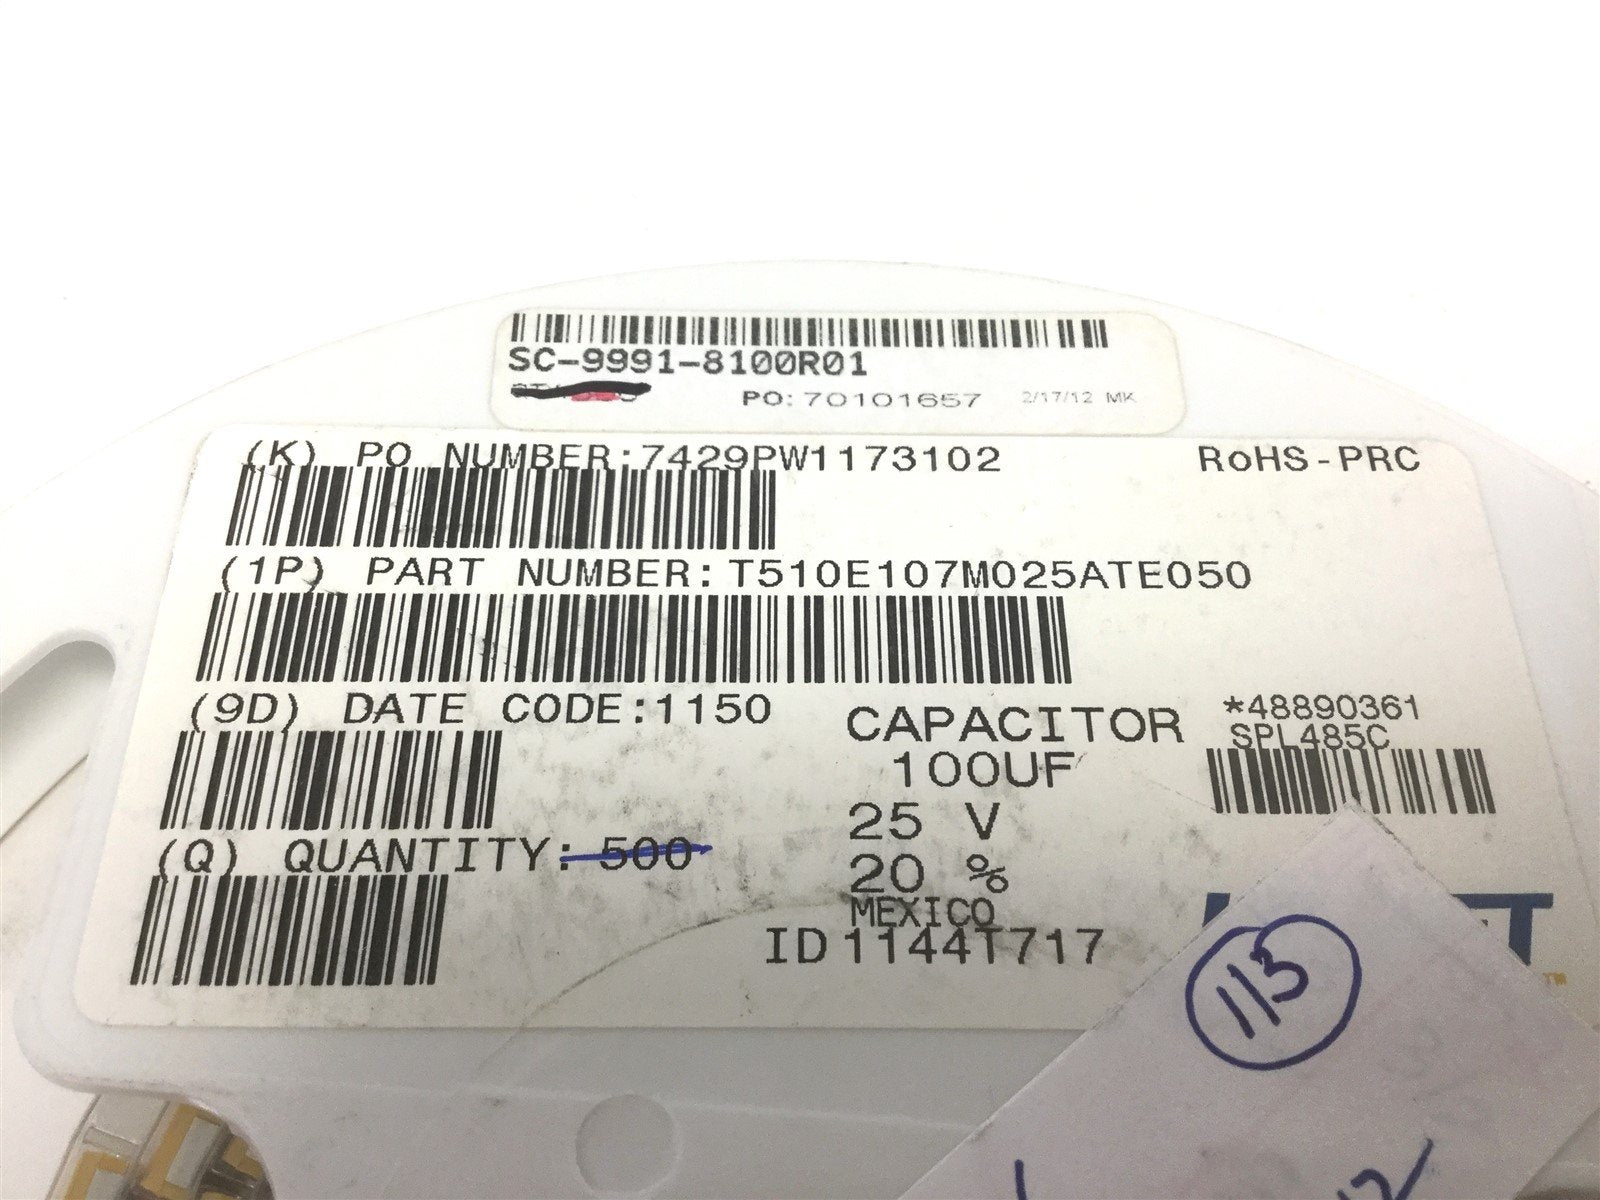 SC-9991-8100R01
PO: 70101657 2/17/12 MK
(K) PO NUMBER:7429PW1173102 RoHS-PRC
(1P) PART NUMBER:T510E107M025ATE050
(9D) DATE CODE:1150
CAPACITOR
*48890361
SPL485C
100UF
25 V
(Q) QUANTITY: 500
20 %
MEXICO
ID1144T717
113